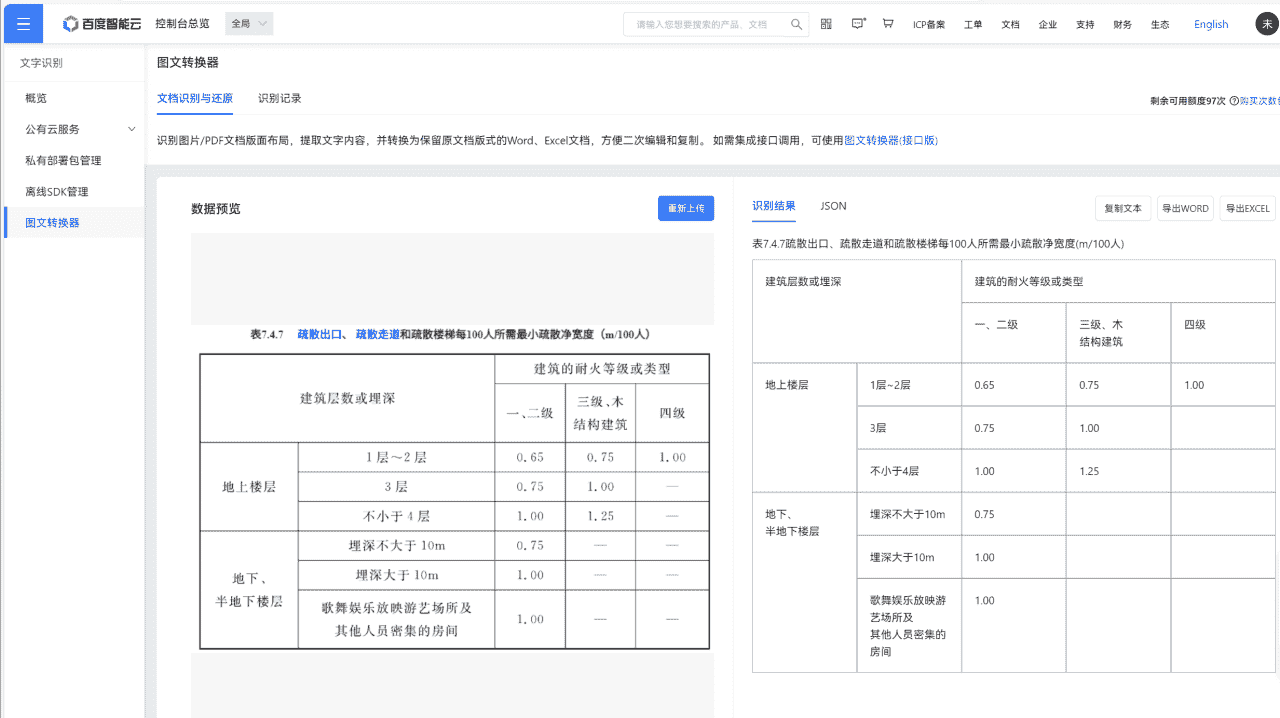 百度智能云 控制台总览 全局 请输入您想要搜索的产品、文档 ICP备案 工单 文档 企业 支持 财务 生态 English 未
文字识别
概览
公有云服务
私有部署包管理
离线SDK管理
图文转换器
图文转换器
文档识别与还原 识别记录
剩余可用额度97次 购买次数
识别图片/PDF文档版面布局，提取文字内容，并转换为保留原文档版式的Word、Excel文档，方便二次编辑和复制。 如需集成接口调用，可使用图文转换器(接口版)
数据预览 重新上传
表7.4.7 疏散出口、 疏散走道和疏散楼梯每100人所需最小疏散净宽度（m/100人）
建筑层数或埋深 建筑的耐火等级或类型
一、二级 三级、木 四级
结构建筑
地上楼层 1层～2层 0.65 0.75 1.00
3层 0.75 1.00 —
不小于4层 1.00 1.25 —
地下、
半地下楼层
埋深不大于10m 0.75 — —
埋深大于10m 1.00 — —
歌舞娱乐放映游艺场所及
其他人员密集的房间 1.00 — —
识别结果 JSON 复制文本 导出WORD 导出EXCEL
表7.4.7疏散出口、疏散走道和疏散楼梯每100人所需最小疏散净宽度(m/100人)
建筑层数或埋深 建筑的耐火等级或类型
一、二级 三级、木 四级
结构建筑
地上楼层 1层~2层 0.65 0.75 1.00
3层 0.75 1.00
不小于4层 1.00 1.25
地下、 埋深不大于10m 0.75
半地下楼层
埋深大于10m 1.00
歌舞娱乐放映游 1.00
艺场所及
其他人员密集的
房间